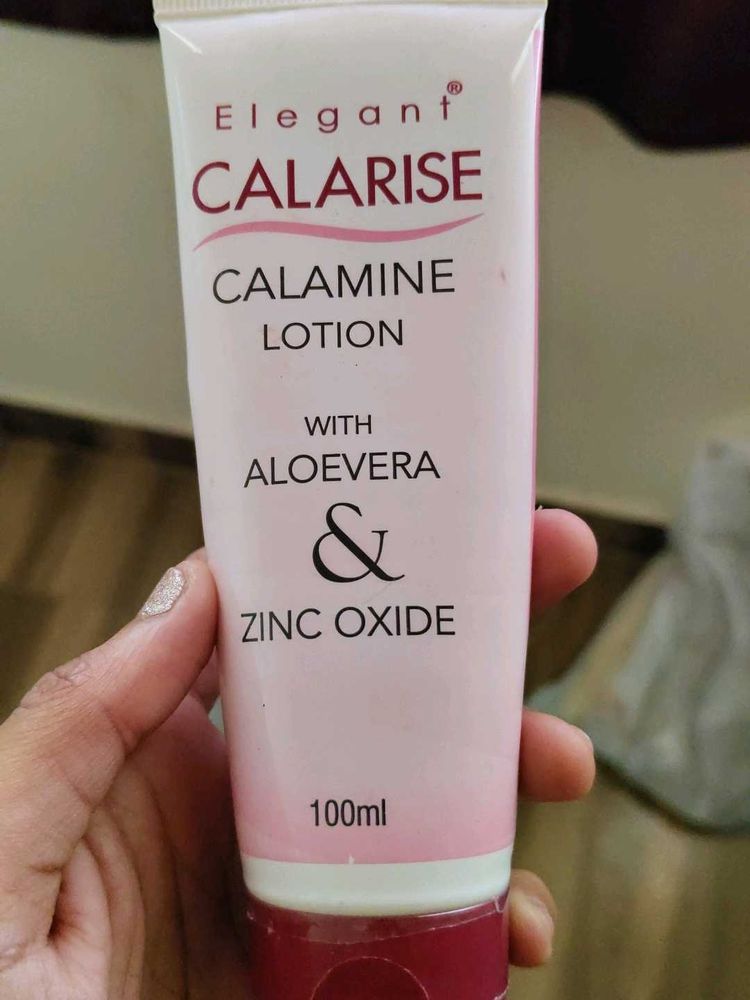 Elegant®
CALARISE
CALAMINE
LOTION
WITH
ALOEVERA
&
ZINC OXIDE
100ml